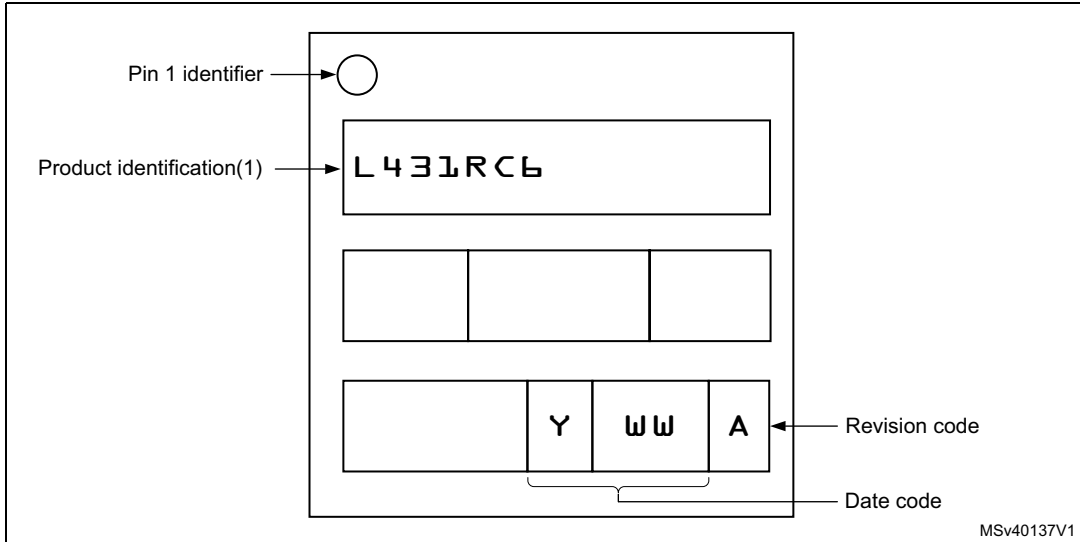 Pin 1 identifier
Product identification(1)
L431RC6
Y WW A
Revision code
Date code
MSv40137V1